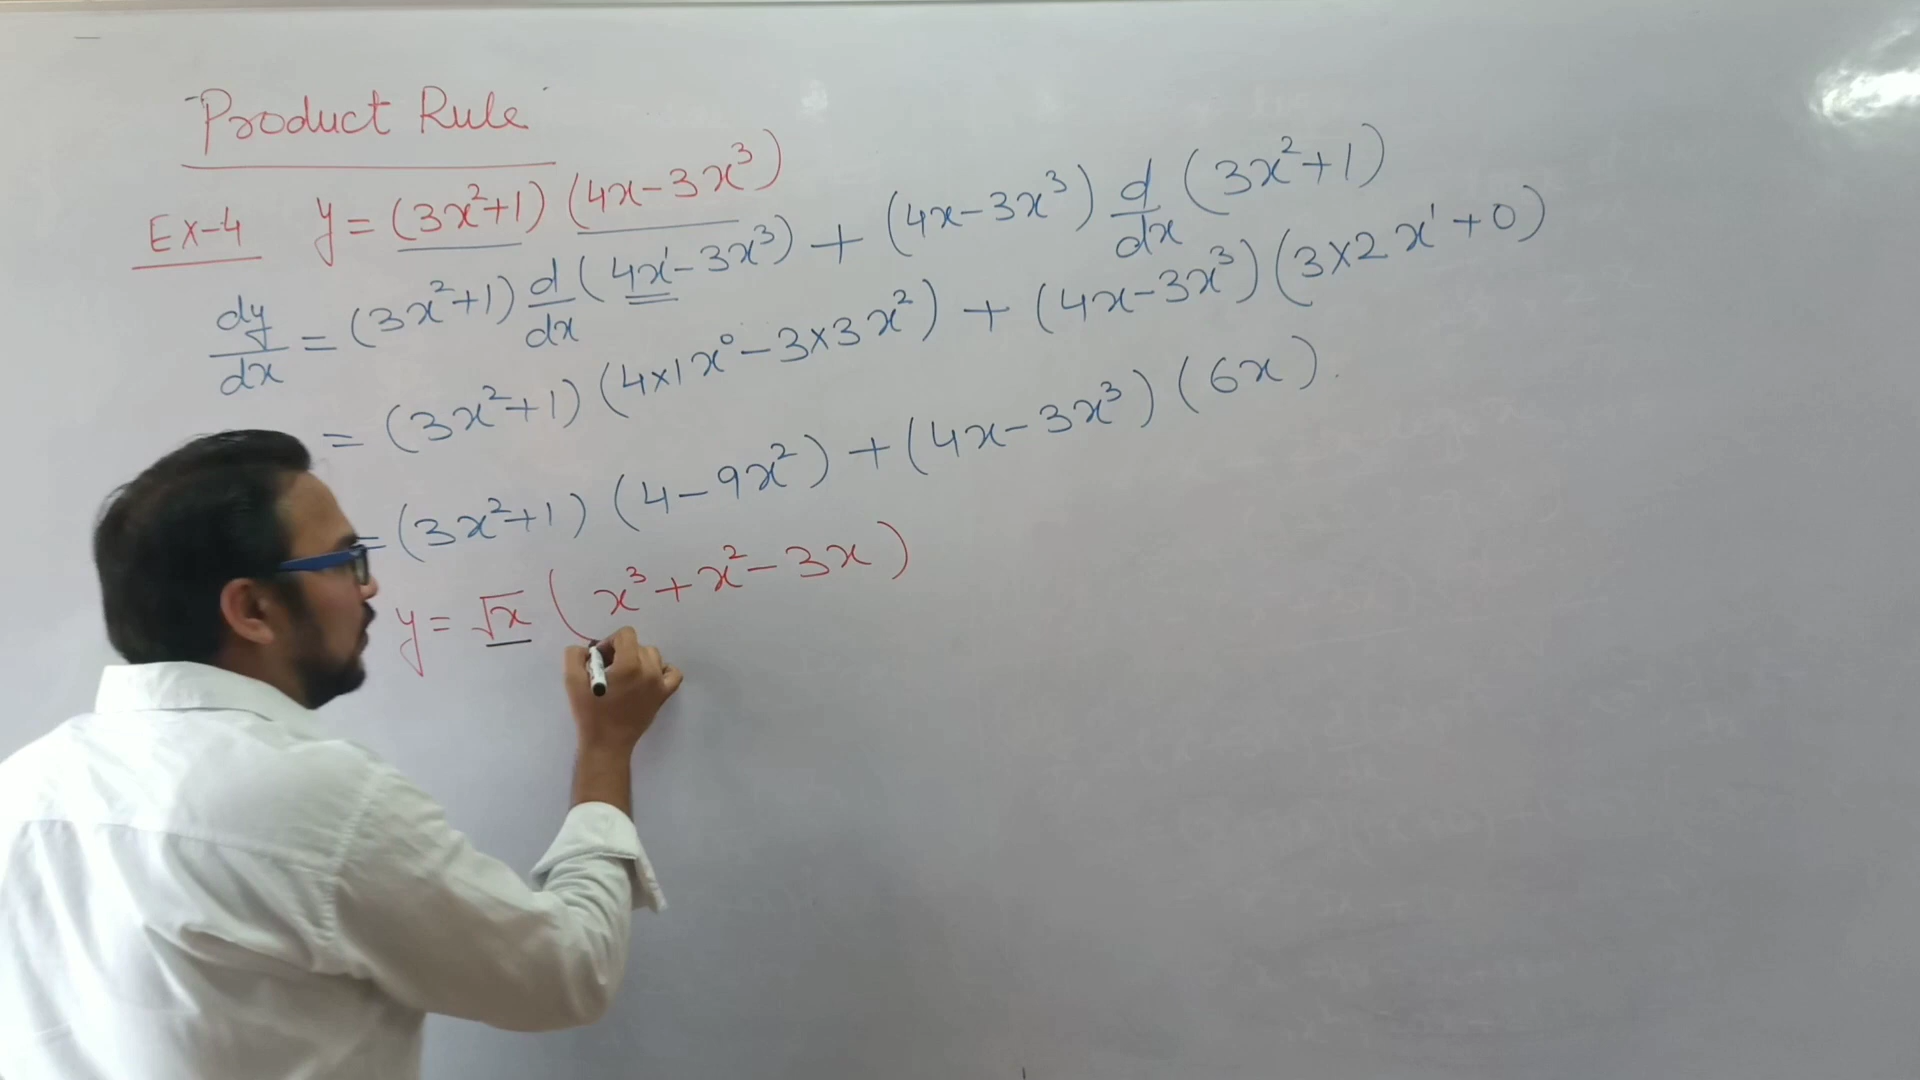 Product Rule
Ex-4 y = (3x²+1) (4x-3x³)
dy/dx = (3x²+1) d/dx (4x¹-3x³) + (4x-3x³) d/dx (3x²+1)
= (3x²+1) (4×1x⁰-3×3x²) + (4x-3x³) (3×2x¹+0)
= (3x²+1) (4-9x²) + (4x-3x³) (6x).
y = √x (x³+x²-3x)